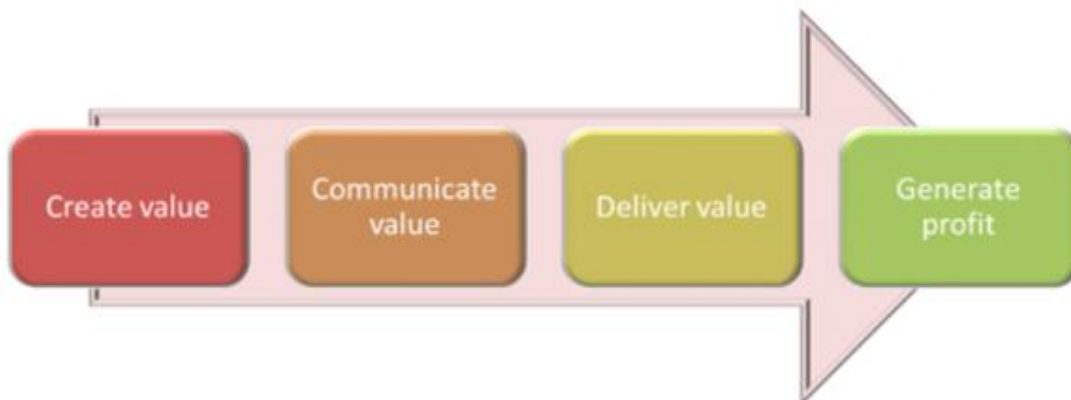 Create value
Communicate
value
Deliver value
Generate
profit